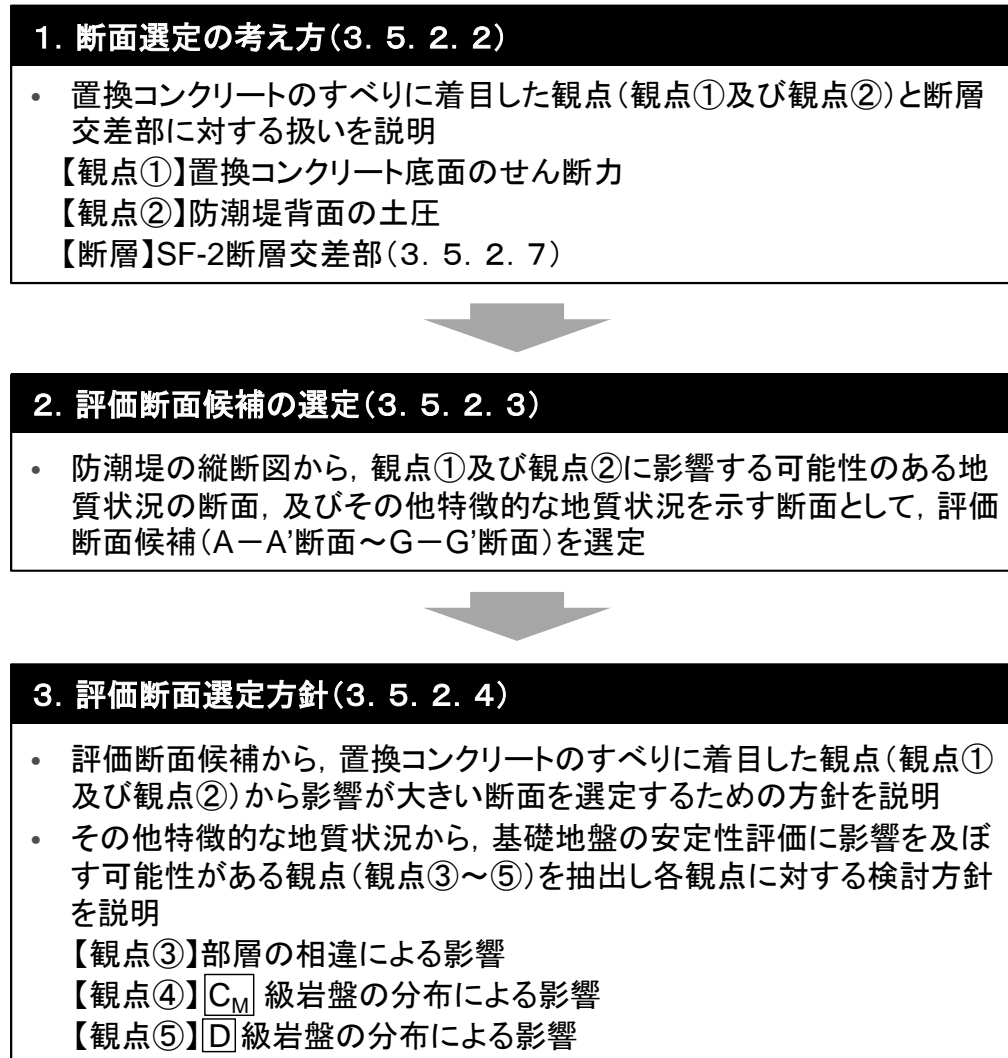 1．断面選定の考え方(3．5．2．2)
• 置換コンクリートのすべりに着目した観点(観点①及び観点②)と断層
交差部に対する扱いを説明
【観点①】置換コンクリート底面のせん断力
【観点②】防潮堤背面の土圧
【断層】SF-2断層交差部(3．5．2．7)
2．評価断面候補の選定(3．5．2．3)
• 防潮堤の縦断図から，観点①及び観点②に影響する可能性のある地
質状況の断面，及びその他特徴的な地質状況を示す断面として，評価
断面候補(A－A'断面～G－G'断面)を選定
3．評価断面選定方針(3．5．2．4)
• 評価断面候補から，置換コンクリートのすべりに着目した観点(観点①
及び観点②)から影響が大きい断面を選定するための方針を説明
• その他特徴的な地質状況から，基礎地盤の安定性評価に影響を及ぼ
す可能性がある観点(観点③～⑤)を抽出し各観点に対する検討方針
を説明
【観点③】部層の相違による影響
【観点④】CM 級岩盤の分布による影響
【観点⑤】D級岩盤の分布による影響